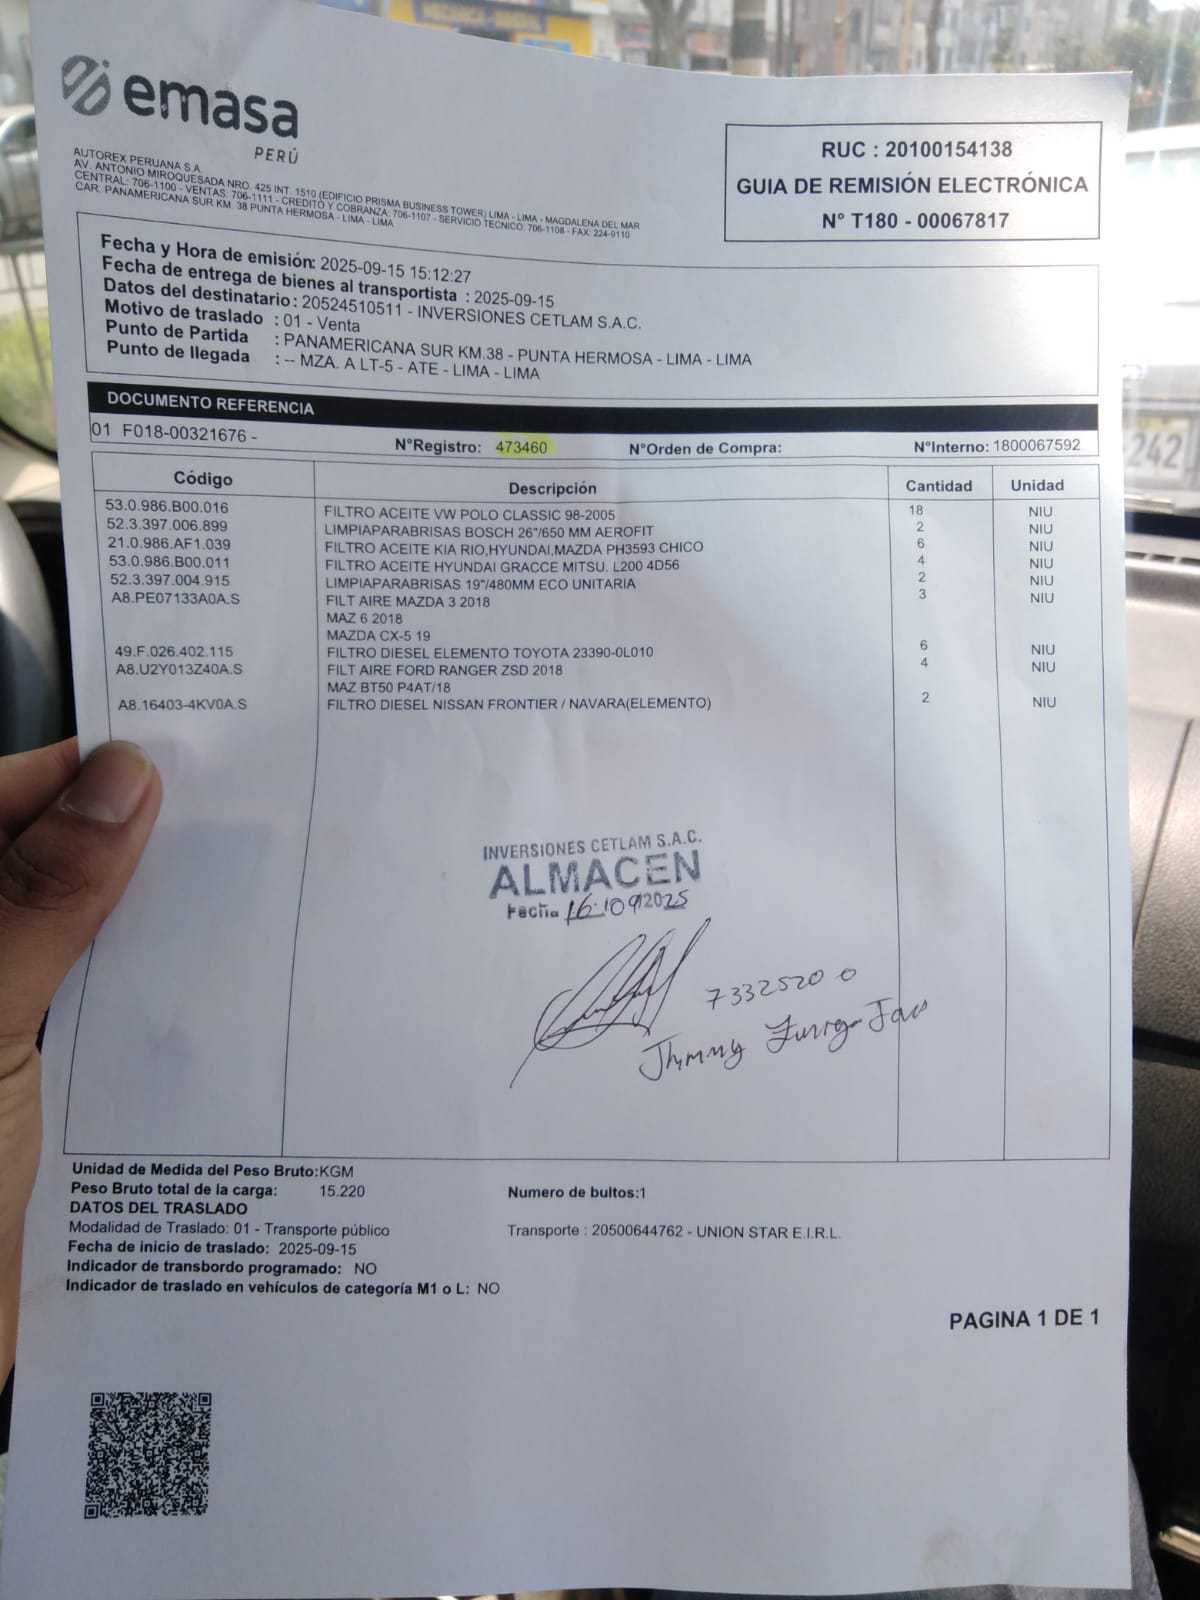 emasa
PERÚ
AUTOREX PERUANA S.A.
AV. ANTONIO MIROQUESADA NRO. 425 INT. 1510 (EDIFICIO PRISMA BUSINESS TOWER) LIMA - LIMA - MAGDALENA DEL MAR
CENTRAL: 706-1100 - VENTAS: 706-1111 - CREDITO Y COBRANZA: 706-1107 - SERVICIO TECNICO: 706-1108 - FAX: 224-9110
CAR. PANAMERICANA SUR KM. 38 PUNTA HERMOSA - LIMA - LIMA
RUC : 20100154138
GUIA DE REMISIÓN ELECTRÓNICA
N° T180 - 00067817
Fecha y Hora de emisión: 2025-09-15 15:12:27
Fecha de entrega de bienes al transportista : 2025-09-15
Datos del destinatario : 20524510511 - INVERSIONES CETLAM S.A.C.
Motivo de traslado : 01 - Venta
Punto de Partida : PANAMERICANA SUR KM.38 - PUNTA HERMOSA - LIMA - LIMA
Punto de llegada : -- MZA. A LT-5 - ATE - LIMA - LIMA
DOCUMENTO REFERENCIA
01 F018-00321676 - N°Registro: 473460 N°Orden de Compra: N°Interno: 1800067592
Código Descripción Cantidad Unidad
53.0.986.B00.016 FILTRO ACEITE VW POLO CLASSIC 98-2005 18 NIU
52.3.397.006.899 LIMPIAPARABRISAS BOSCH 26"/650 MM AEROFIT 2 NIU
21.0.986.AF1.039 FILTRO ACEITE KIA RIO,HYUNDAI,MAZDA PH3593 CHICO 6 NIU
53.0.986.B00.011 FILTRO ACEITE HYUNDAI GRACCE MITSU. L200 4D56 4 NIU
52.3.397.004.915 LIMPIAPARABRISAS 19"/480MM ECO UNITARIA 2 NIU
A8.PE07133A0A.S FILT AIRE MAZDA 3 2018 3 NIU
MAZ 6 2018
MAZDA CX-5 19
49.F.026.402.115 FILTRO DIESEL ELEMENTO TOYOTA 23390-0L010 6 NIU
A8.U2Y013Z40A.S FILT AIRE FORD RANGER ZSD 2018 4 NIU
MAZ BT50 P4AT/18
A8.16403-4KV0A.S FILTRO DIESEL NISSAN FRONTIER / NAVARA(ELEMENTO) 2 NIU
INVERSIONES CETLAM S.A.C.
ALMACEN
Fecha 16-09/2025
73325200
Jhimmy
Unidad de Medida del Peso Bruto:KGM
Peso Bruto total de la carga: 15.220 Numero de bultos:1
DATOS DEL TRASLADO
Modalidad de Traslado: 01 - Transporte público Transporte : 20500644762 - UNION STAR E.I.R.L.
Fecha de inicio de traslado: 2025-09-15
Indicador de transbordo programado: NO
Indicador de traslado en vehículos de categoría M1 o L: NO
PAGINA 1 DE 1
242